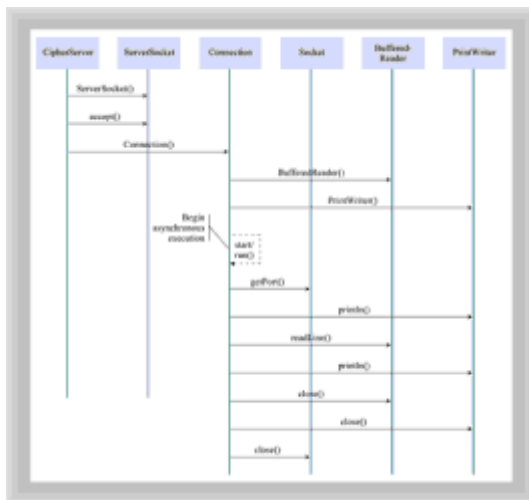 CipherServer
ServerSocket
Connection
Socket
Buffered-
Reader
PrintWriter
ServerSocket()
accept()
Connection()
BufferedReader()
PrintWriter()
Begin
asynchronous
execution
start/
run()
getPort()
println()
readLine()
println()
close()
close()
close()